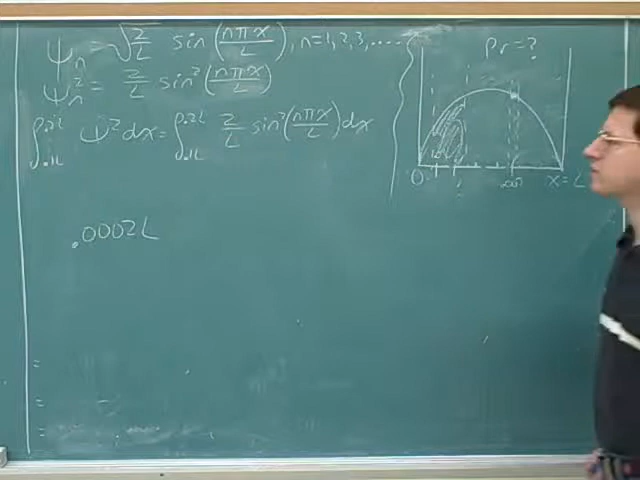 ψₙ = √(2/L) sin(nπx/L), n=1,2,3,....
ψₙ² = 2/L sin²(nπx/L)
∫.1L^.2L ψ² dx = ∫.1L^.2L 2/L sin²(nπx/L) dx
.0002L
Pr = ?
0 x = L